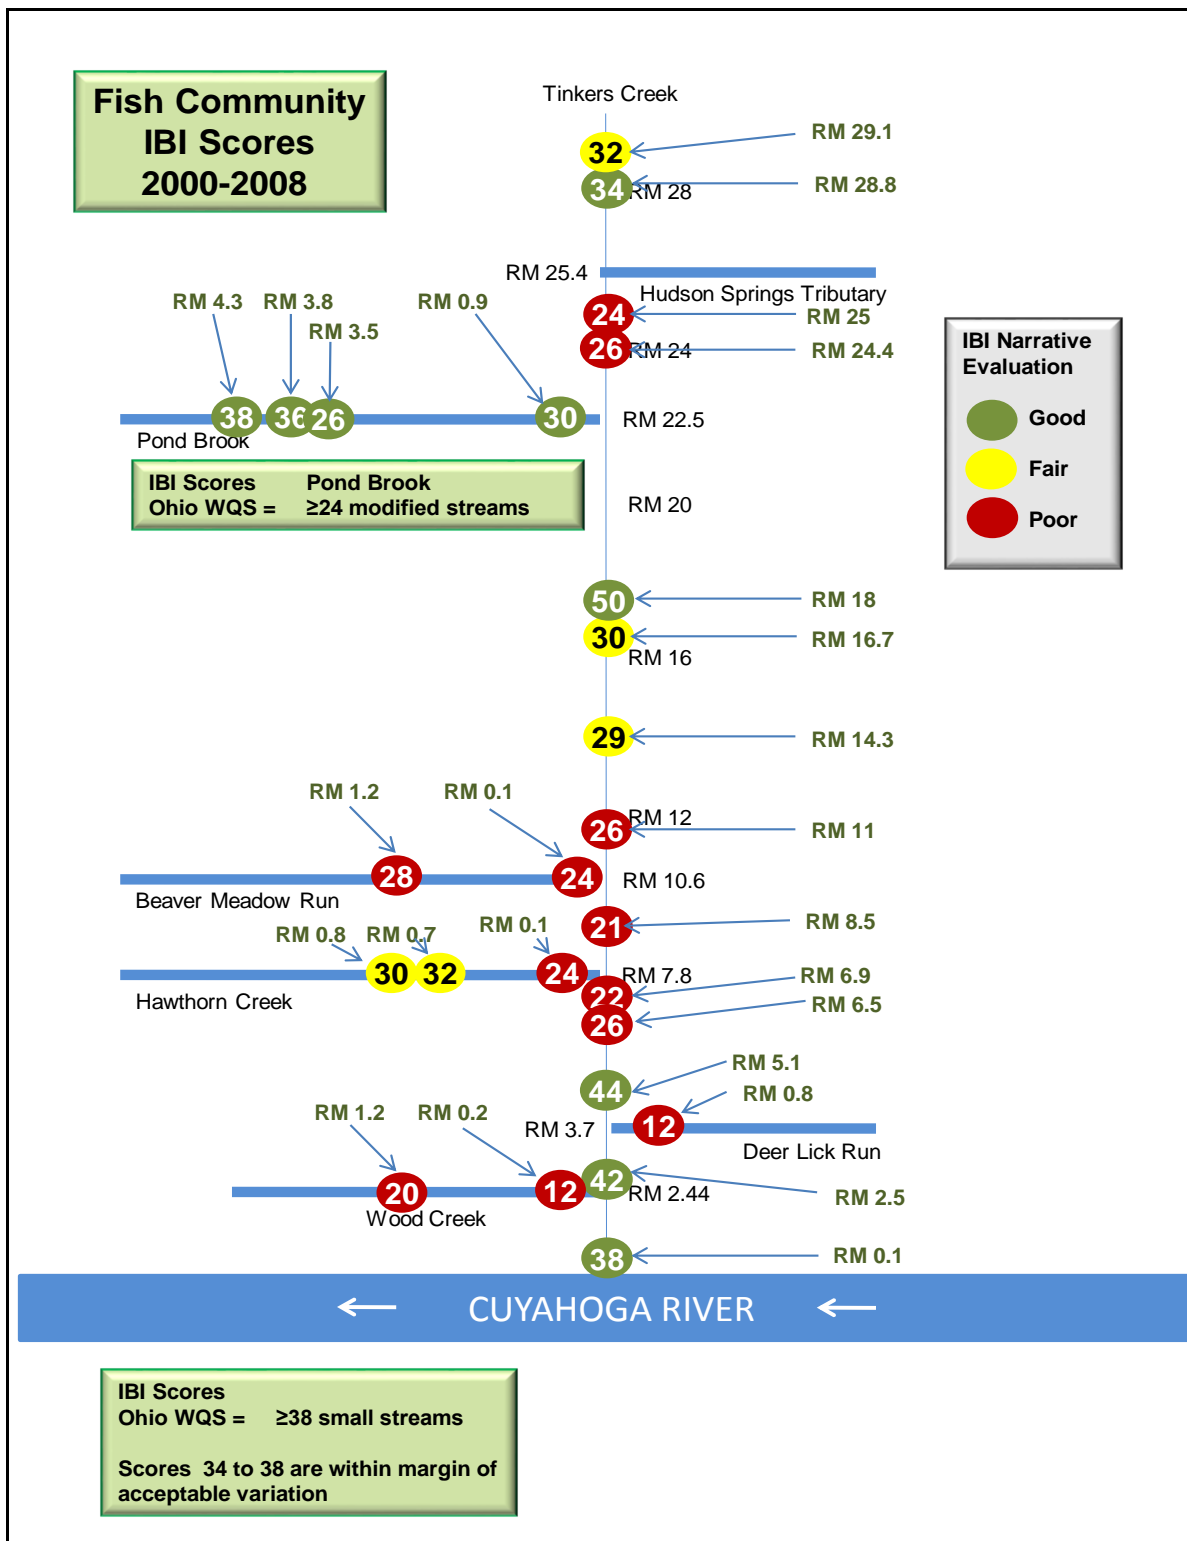 Fish Community
IBI Scores
2000-2008
Tinkers Creek
32
RM 29.1
34
RM 28
RM 28.8
RM 25.4
Hudson Springs Tributary
24
RM 25
26
RM 24
RM 24.4
RM 4.3
RM 3.8
RM 3.5
RM 0.9
38
36
26
30
RM 22.5
Pond Brook
IBI Scores Pond Brook
Ohio WQS = ≥24 modified streams
IBI Narrative
Evaluation
Good
Fair
Poor
RM 20
50
RM 18
30
RM 16.7
RM 16
29
RM 14.3
RM 12
26
RM 11
RM 1.2
RM 0.1
28
24
RM 10.6
Beaver Meadow Run
21
RM 8.5
RM 0.8
RM 0.7
RM 0.1
30
32
24
RM 7.8
Hawthorn Creek
22
RM 6.9
26
RM 6.5
44
RM 5.1
RM 0.8
12
RM 3.7
Deer Lick Run
RM 1.2
RM 0.2
20
12
42
RM 2.44
RM 2.5
Wood Creek
38
RM 0.1
CUYAHOGA RIVER
IBI Scores
Ohio WQS = ≥38 small streams
Scores 34 to 38 are within margin of
acceptable variation